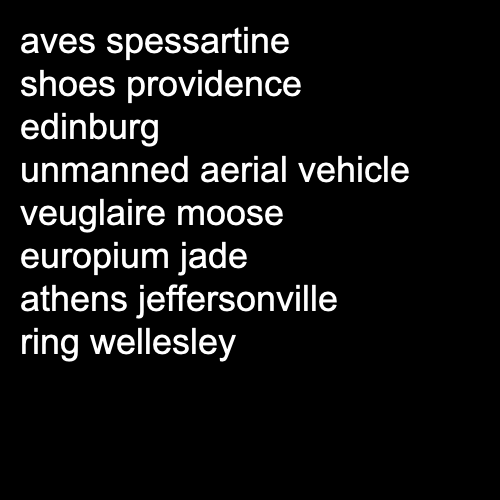 aves spessartine
shoes providence
edinburg
unmanned aerial vehicle
veuglaire moose
europium jade
athens jeffersonville
ring wellesley